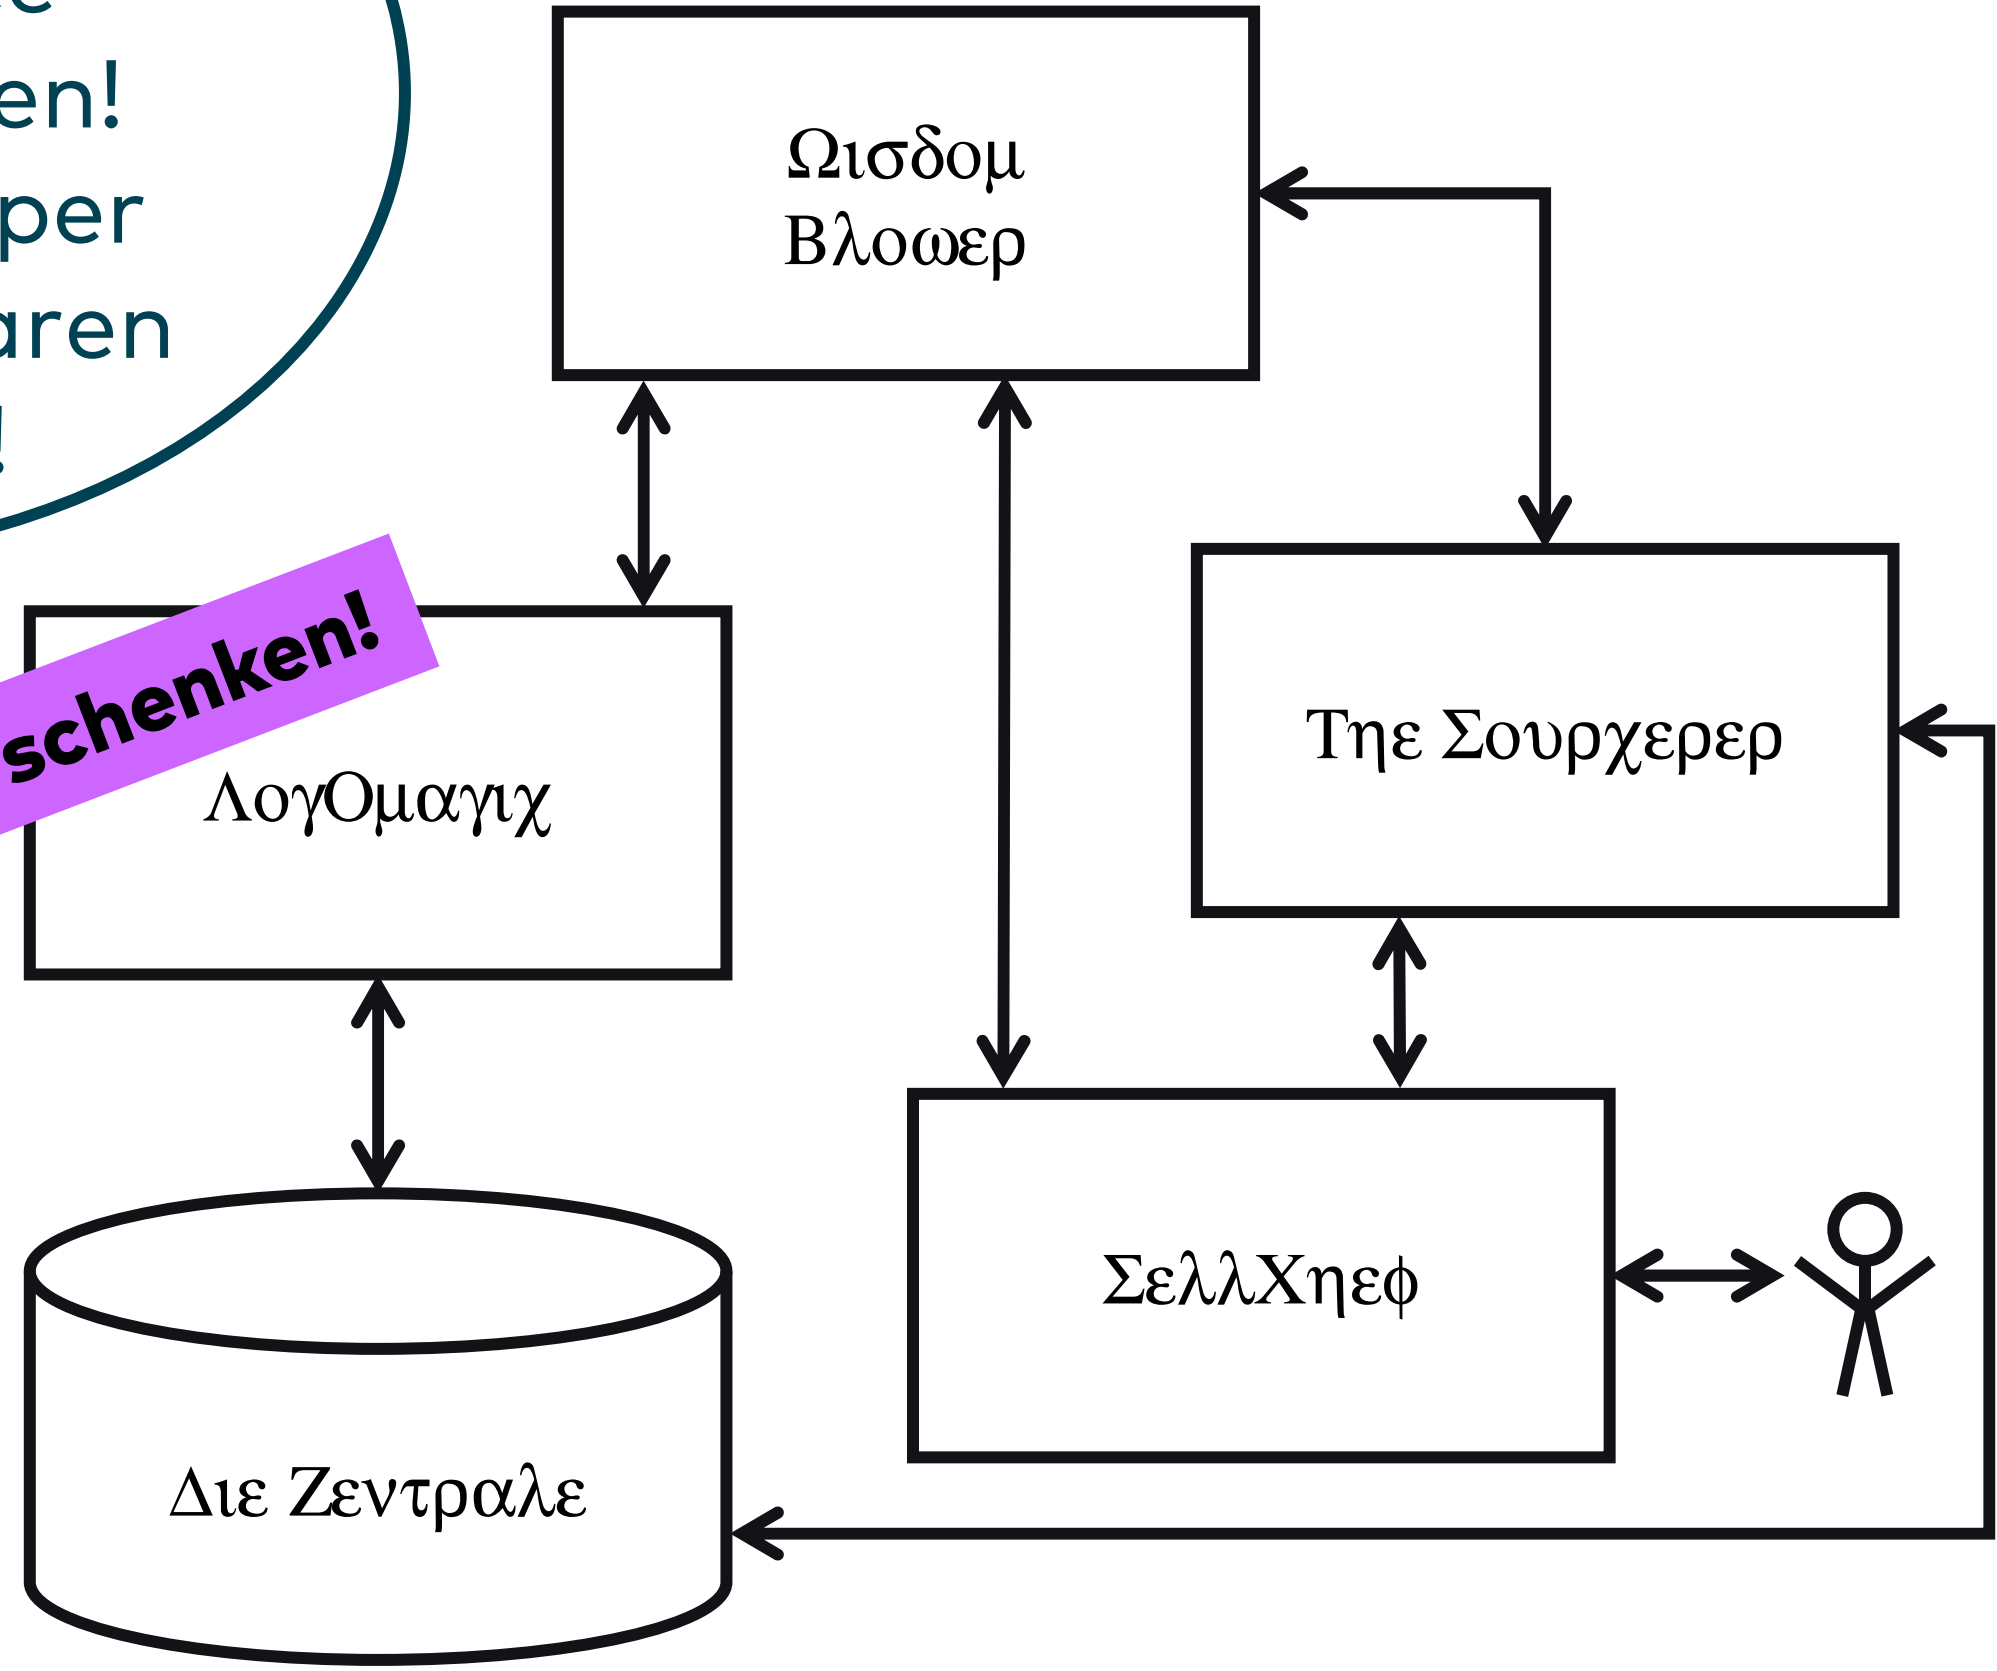 en!
per
aren
!
Ωισδομ
Βλοωερ
schenken!
Τηε Σουρχερερ
ΛογΟμαγιχ
ΣελλΧηεφ
Διε Ζεντραλε